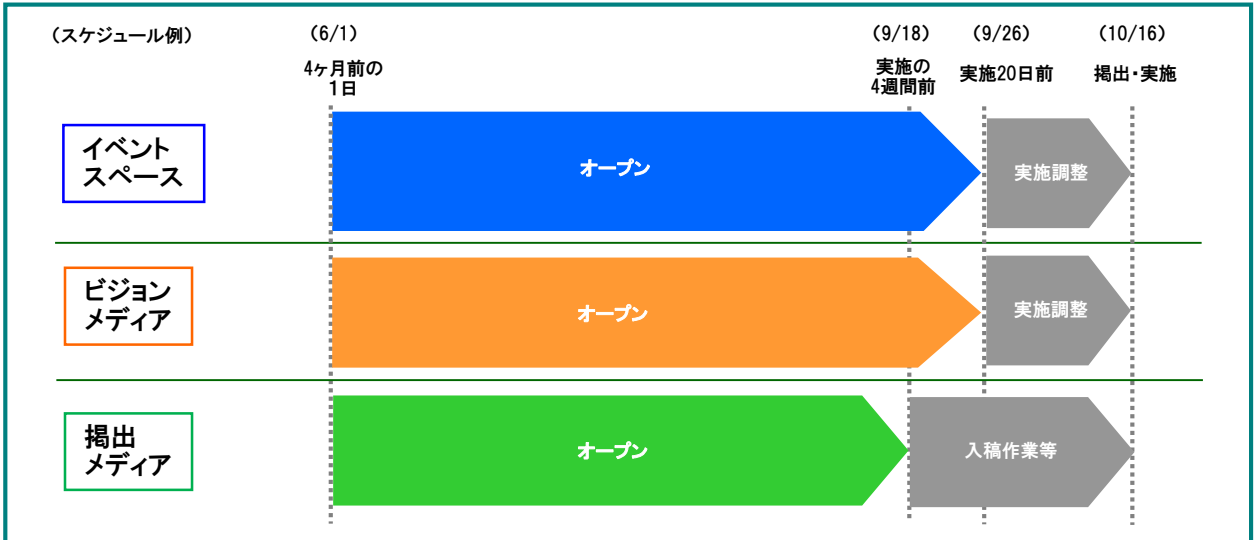 （スケジュール例）
（6/1）
（9/18）
（9/26）
（10/16）
4ヶ月前の
1日
実施の
4週間前
実施20日前
掲出・実施
イベント
スペース
オープン
実施調整
ビジョン
メディア
オープン
実施調整
掲出
メディア
オープン
入稿作業等